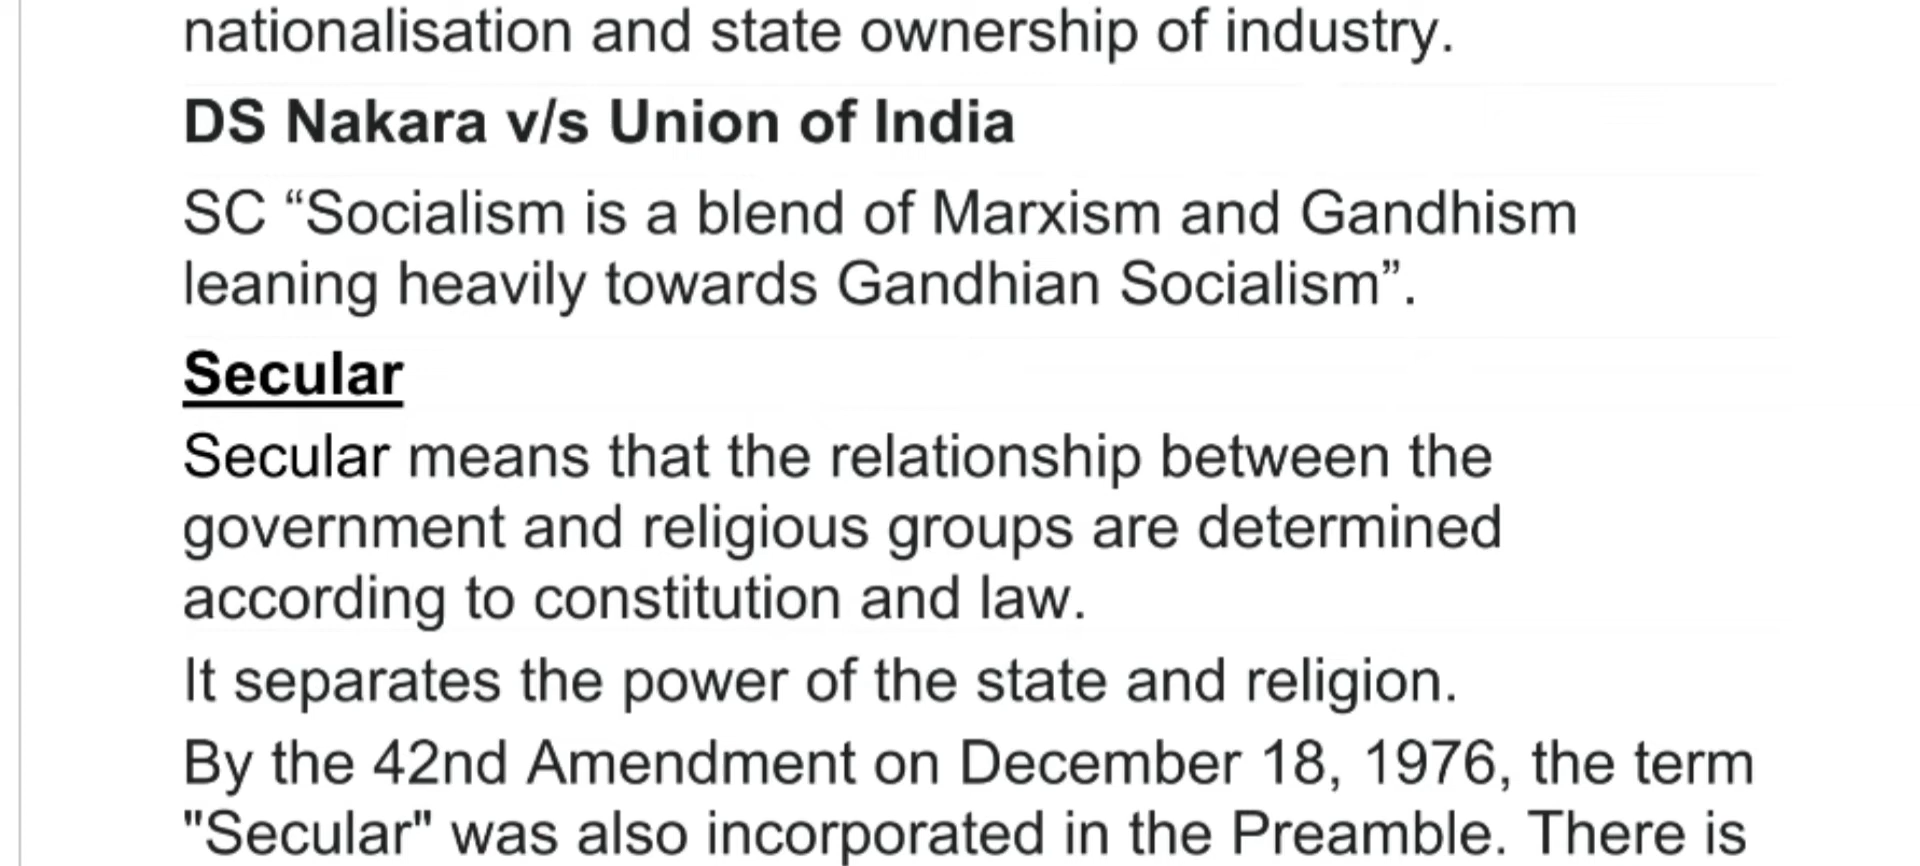 nationalisation and state ownership of industry.
DS Nakara v/s Union of India
SC “Socialism is a blend of Marxism and Gandhism
leaning heavily towards Gandhian Socialism”.
Secular
Secular means that the relationship between the
government and religious groups are determined
according to constitution and law.
It separates the power of the state and religion.
By the 42nd Amendment on December 18, 1976, the term
"Secular" was also incorporated in the Preamble. There is